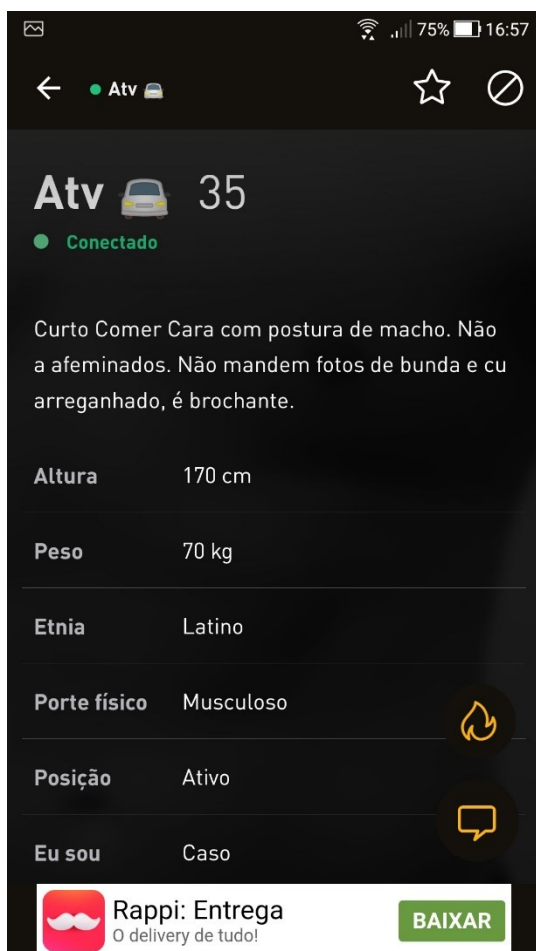 75% 16:57
Atv
Atv 35
Conectado
Curto Comer Cara com postura de macho. Não
a afeminados. Não mandem fotos de bunda e cu
arreganhado, é brochante.
Altura 170 cm
Peso 70 kg
Etnia Latino
Porte físico Musculoso
Posição Ativo
Eu sou Caso
Rappi: Entrega
O delivery de tudo!
BAIXAR